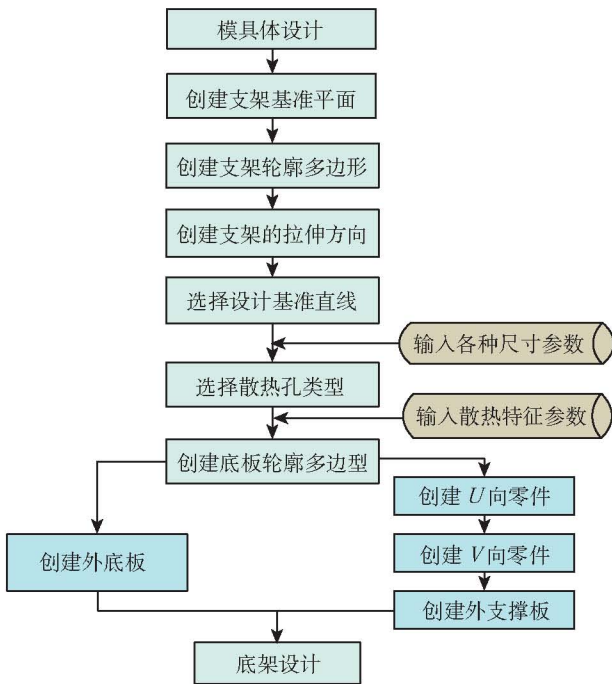 模具体设计
创建支架基准平面
创建支架轮廓多边形
创建支架的拉伸方向
选择设计基准直线
输入各种尺寸参数
选择散热孔类型
输入散热特征参数
创建底板轮廓多边型
创建 U 向零件
创建外底板
创建 V 向零件
创建外支撑板
底架设计